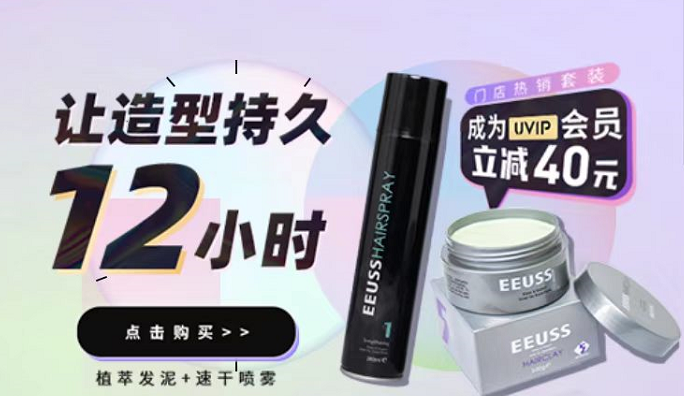 让造型持久
12小时
点击购买>>
植萃发泥+速干喷雾
门店热销套装
成为UVIP会员
立减40元
EEUSS HAIRSPRAY
1
EEUSS
EEUSS
HAIRCLAY